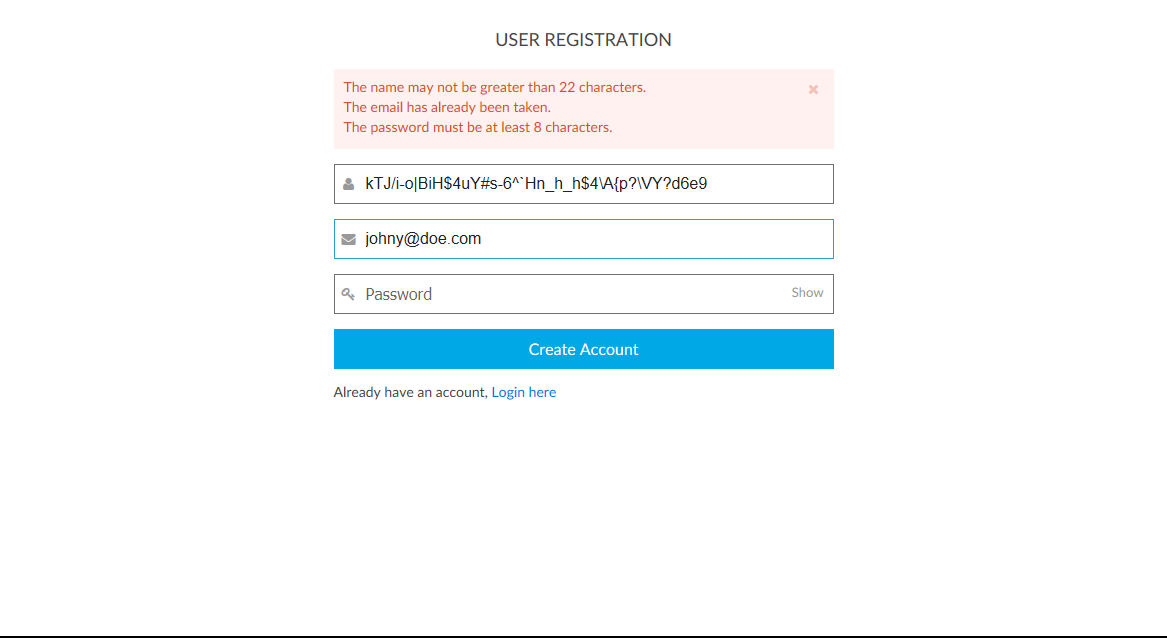 USER REGISTRATION
The name may not be greater than 22 characters.
The email has already been taken.
The password must be at least 8 characters.
kTJ/i-o|BiH$4uY#s-6^`Hn_h_h$4\A{p?\VY?d6e9
johny@doe.com
Password Show
Create Account
Already have an account, Login here